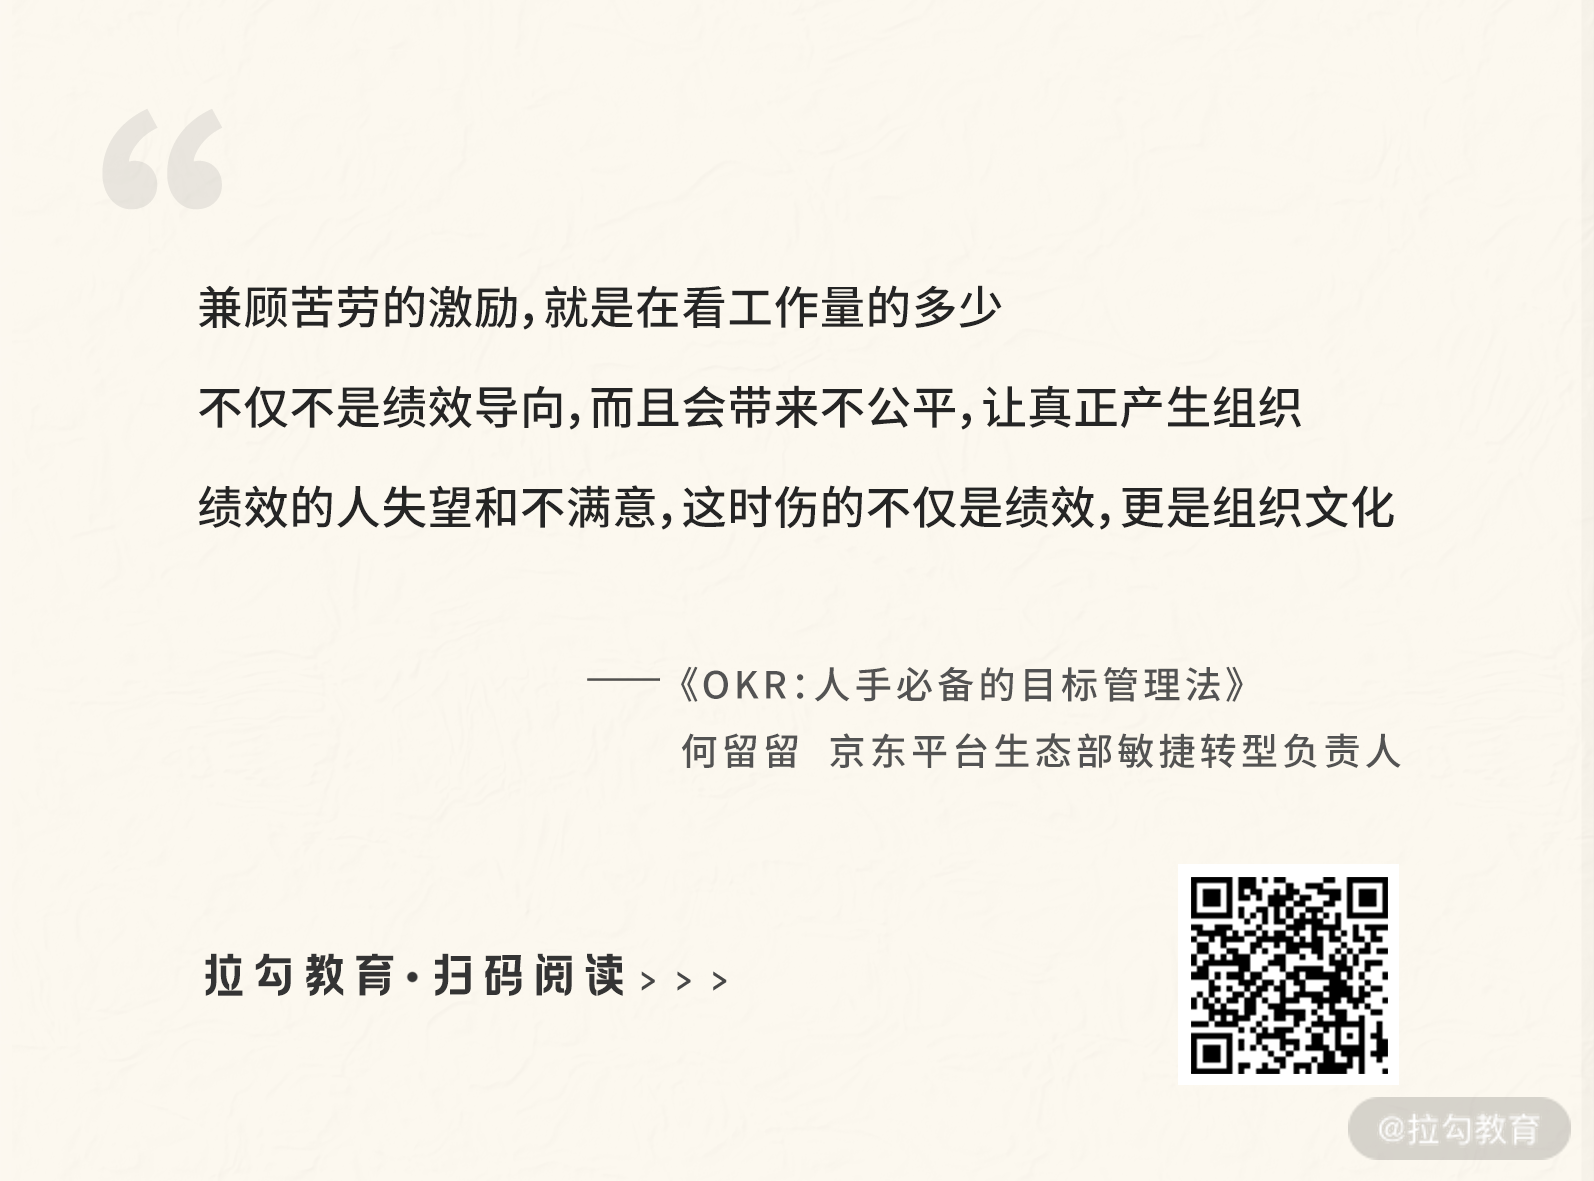 “
兼顾苦劳的激励，就是在看工作量的多少
不仅不是绩效导向，而且会带来不公平，让真正产生组织
绩效的人失望和不满意，这时伤的不仅是绩效，更是组织文化
——《OKR：人手必备的目标管理法》
何留留 京东平台生态部敏捷转型负责人
拉勾教育·扫码阅读>>>
@拉勾教育